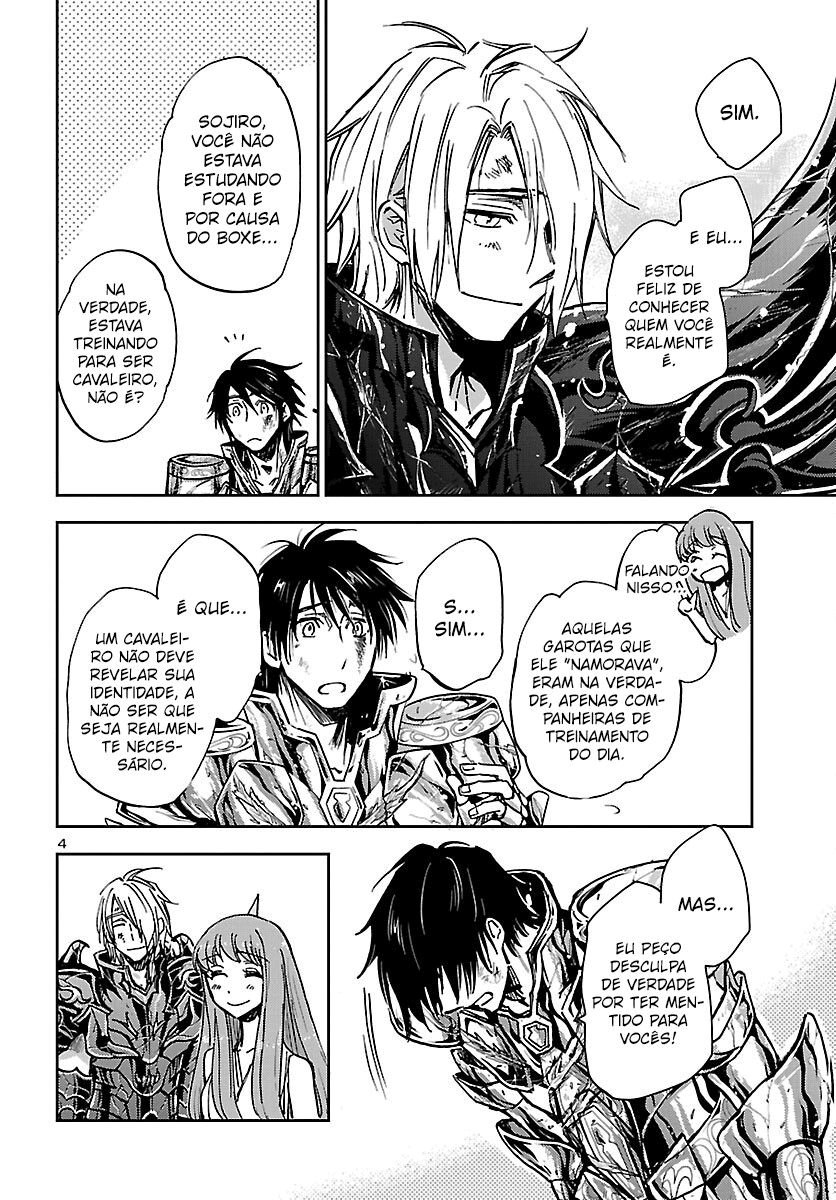 SIM.
E EU...
ESTOU
FELIZ DE
CONHECER
QUEM VOCÊ
REALMENTE
É.
SOJIRO,
VOCÊ NÃO
ESTAVA
ESTUDANDO
FORA E
POR CAUSA
DO BOXE...
NA
VERDADE,
ESTAVA
TREINANDO
PARA SER
CAVALEIRO,
NÃO É?
FALANDO
NISSO...
AQUELAS
GAROTAS QUE
ELE "NAMORAVA",
ERAM NA VERDA-
DE, APENAS COM-
PANHEIRAS DE
TREINAMENTO
DO DIA.
S...
SIM...
É QUE...
UM CAVALEI-
RO NÃO DEVE
REVELAR SUA
IDENTIDADE, A
NÃO SER QUE
SEJA REALMEN-
TE NECES-
SÁRIO.
4
MAS...
EU PEÇO
DESCULPA
DE VERDADE
POR TER MEN-
TIDO PARA
VOCÊS!